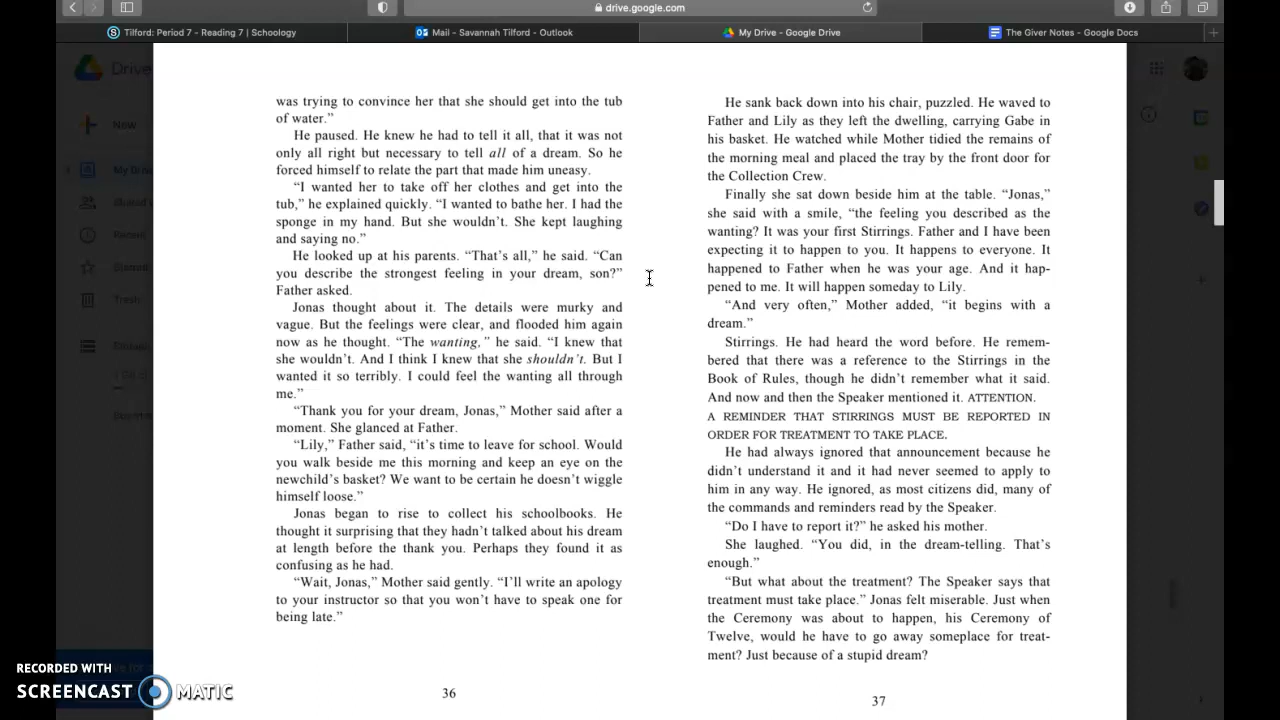 drive.google.com
Tilford: Period 7 - Reading 7 | Schoology
Mail - Savannah Tilford - Outlook
My Drive - Google Drive
The Giver Notes - Google Docs
Drive
New
My Driv
Shared
Recent
Starred
Trash
was trying to convince her that she should get into the tub
of water.”
He paused. He knew he had to tell it all, that it was not
only all right but necessary to tell all of a dream. So he
forced himself to relate the part that made him uneasy.
“I wanted her to take off her clothes and get into the
tub,” he explained quickly. “I wanted to bathe her. I had the
sponge in my hand. But she wouldn’t. She kept laughing
and saying no.”
He looked up at his parents. “That’s all,” he said. “Can
you describe the strongest feeling in your dream, son?”
Father asked.
Jonas thought about it. The details were murky and
vague. But the feelings were clear, and flooded him again
now as he thought. “The wanting,” he said. “I knew that
she wouldn’t. And I think I knew that she shouldn’t. But I
wanted it so terribly. I could feel the wanting all through
me.”
“Thank you for your dream, Jonas,” Mother said after a
moment. She glanced at Father.
“Lily,” Father said, “it’s time to leave for school. Would
you walk beside me this morning and keep an eye on the
newchild’s basket? We want to be certain he doesn’t wiggle
himself loose.”
Jonas began to rise to collect his schoolbooks. He
thought it surprising that they hadn’t talked about his dream
at length before the thank you. Perhaps they found it as
confusing as he had.
“Wait, Jonas,” Mother said gently. “I’ll write an apology
to your instructor so that you won’t have to speak one for
being late.”
36
He sank back down into his chair, puzzled. He waved to
Father and Lily as they left the dwelling, carrying Gabe in
his basket. He watched while Mother tidied the remains of
the morning meal and placed the tray by the front door for
the Collection Crew.
Finally she sat down beside him at the table. “Jonas,”
she said with a smile, “the feeling you described as the
wanting? It was your first Stirrings. Father and I have been
expecting it to happen to you. It happens to everyone. It
happened to Father when he was your age. And it hap-
pened to me. It will happen someday to Lily.
“And very often,” Mother added, “it begins with a
dream.”
Stirrings. He had heard the word before. He remem-
bered that there was a reference to the Stirrings in the
Book of Rules, though he didn’t remember what it said.
And now and then the Speaker mentioned it. ATTENTION.
A REMINDER THAT STIRRINGS MUST BE REPORTED IN
ORDER FOR TREATMENT TO TAKE PLACE.
He had always ignored that announcement because he
didn’t understand it and it had never seemed to apply to
him in any way. He ignored, as most citizens did, many of
the commands and reminders read by the Speaker.
“Do I have to report it?” he asked his mother.
She laughed. “You did, in the dream-telling. That’s
enough.”
“But what about the treatment? The Speaker says that
treatment must take place.” Jonas felt miserable. Just when
the Ceremony was about to happen, his Ceremony of
Twelve, would he have to go away someplace for treat-
ment? Just because of a stupid dream?
37
RECORDED WITH
SCREENCAST MATIC